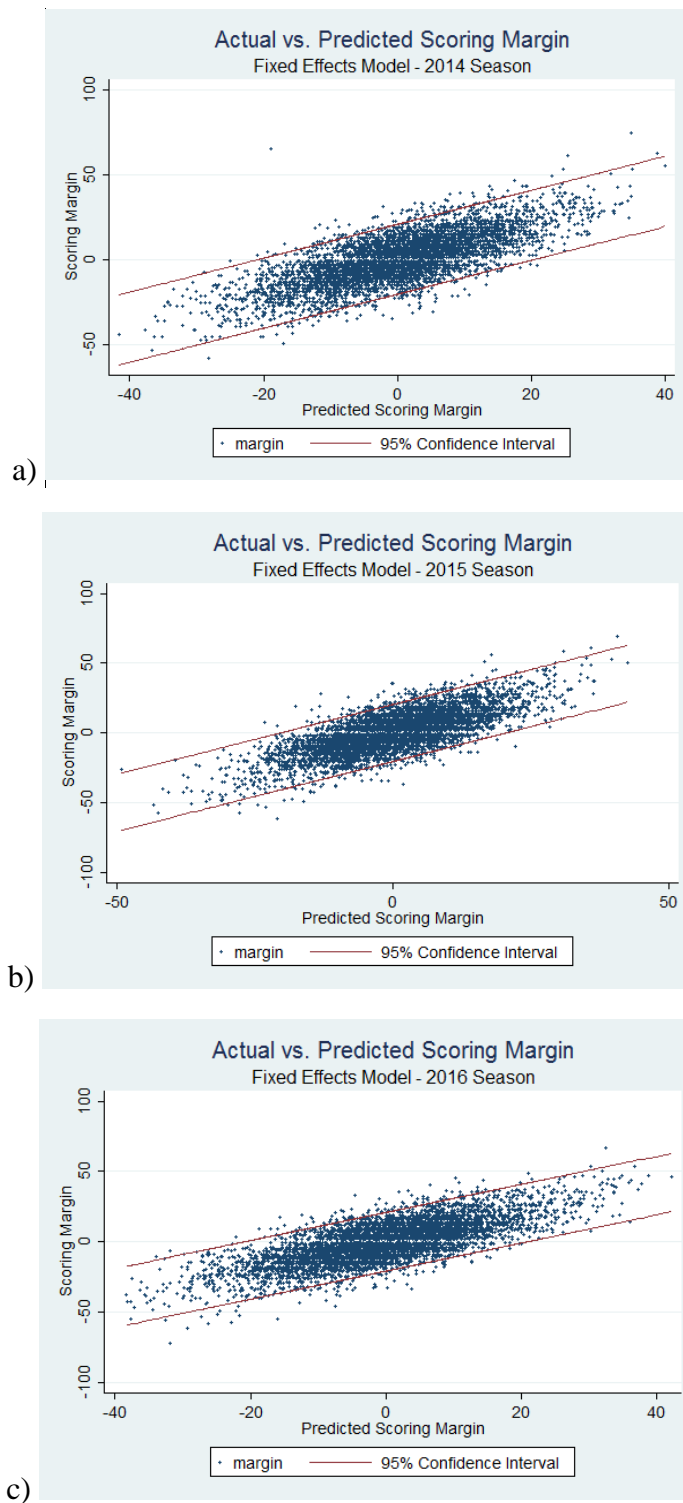 Actual vs. Predicted Scoring Margin
Fixed Effects Model - 2014 Season
100
50
0
-50
Scoring Margin
-40
-20
0
20
40
Predicted Scoring Margin
margin
95% Confidence Interval
a)
Actual vs. Predicted Scoring Margin
Fixed Effects Model - 2015 Season
100
50
0
-50
-100
Scoring Margin
-50
0
50
Predicted Scoring Margin
margin
95% Confidence Interval
b)
Actual vs. Predicted Scoring Margin
Fixed Effects Model - 2016 Season
100
50
0
-50
-100
Scoring Margin
-40
-20
0
20
40
Predicted Scoring Margin
margin
95% Confidence Interval
c)